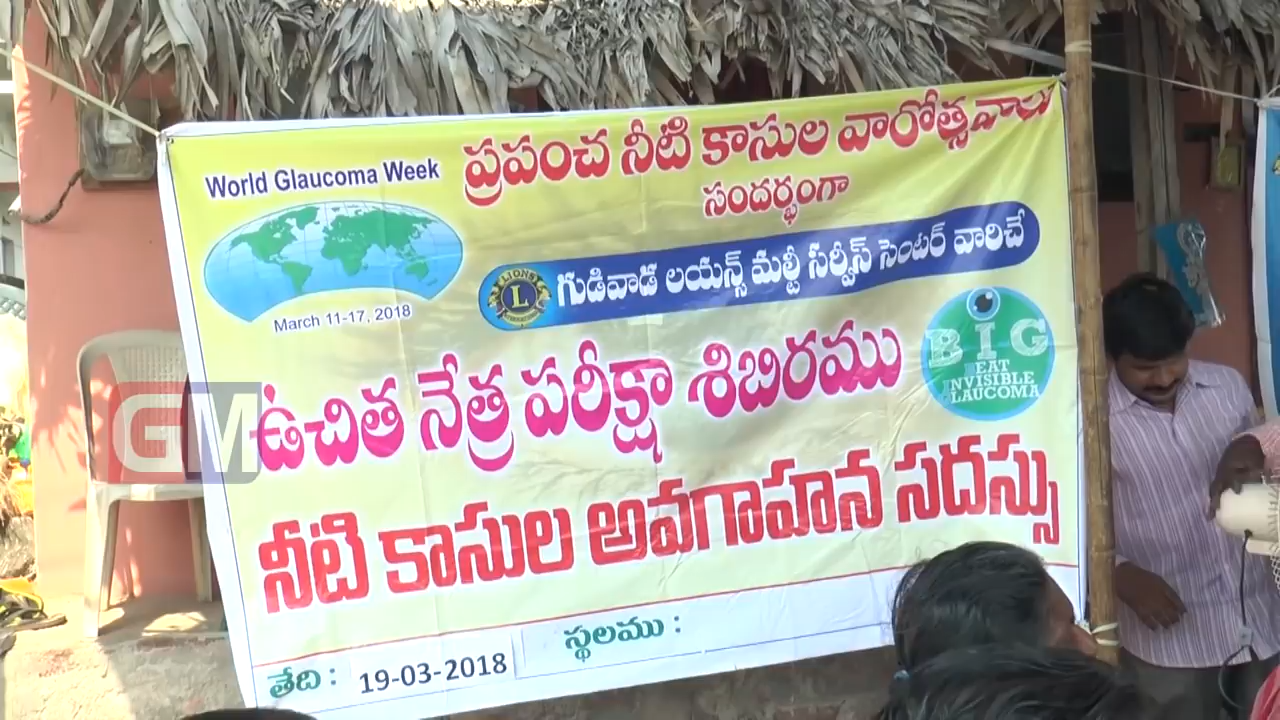 World Glaucoma Week
ప్రపంచ నీటి కాసుల వారోత్సవాలు
సందర్భంగా
March 11-17, 2018
LIONS
L
INTERNATIONAL
గుడివాడ లయన్స్ మల్టీ సర్వీస్ సెంటర్ వారిచే
ఉచిత నేత్ర పరీక్షా శిబిరము
BIG
BEAT
INVISIBLE
GLAUCOMA
నీటి కాసుల అవగాహన సదస్సు
తేది : 19-03-2018
స్థలము :
GM